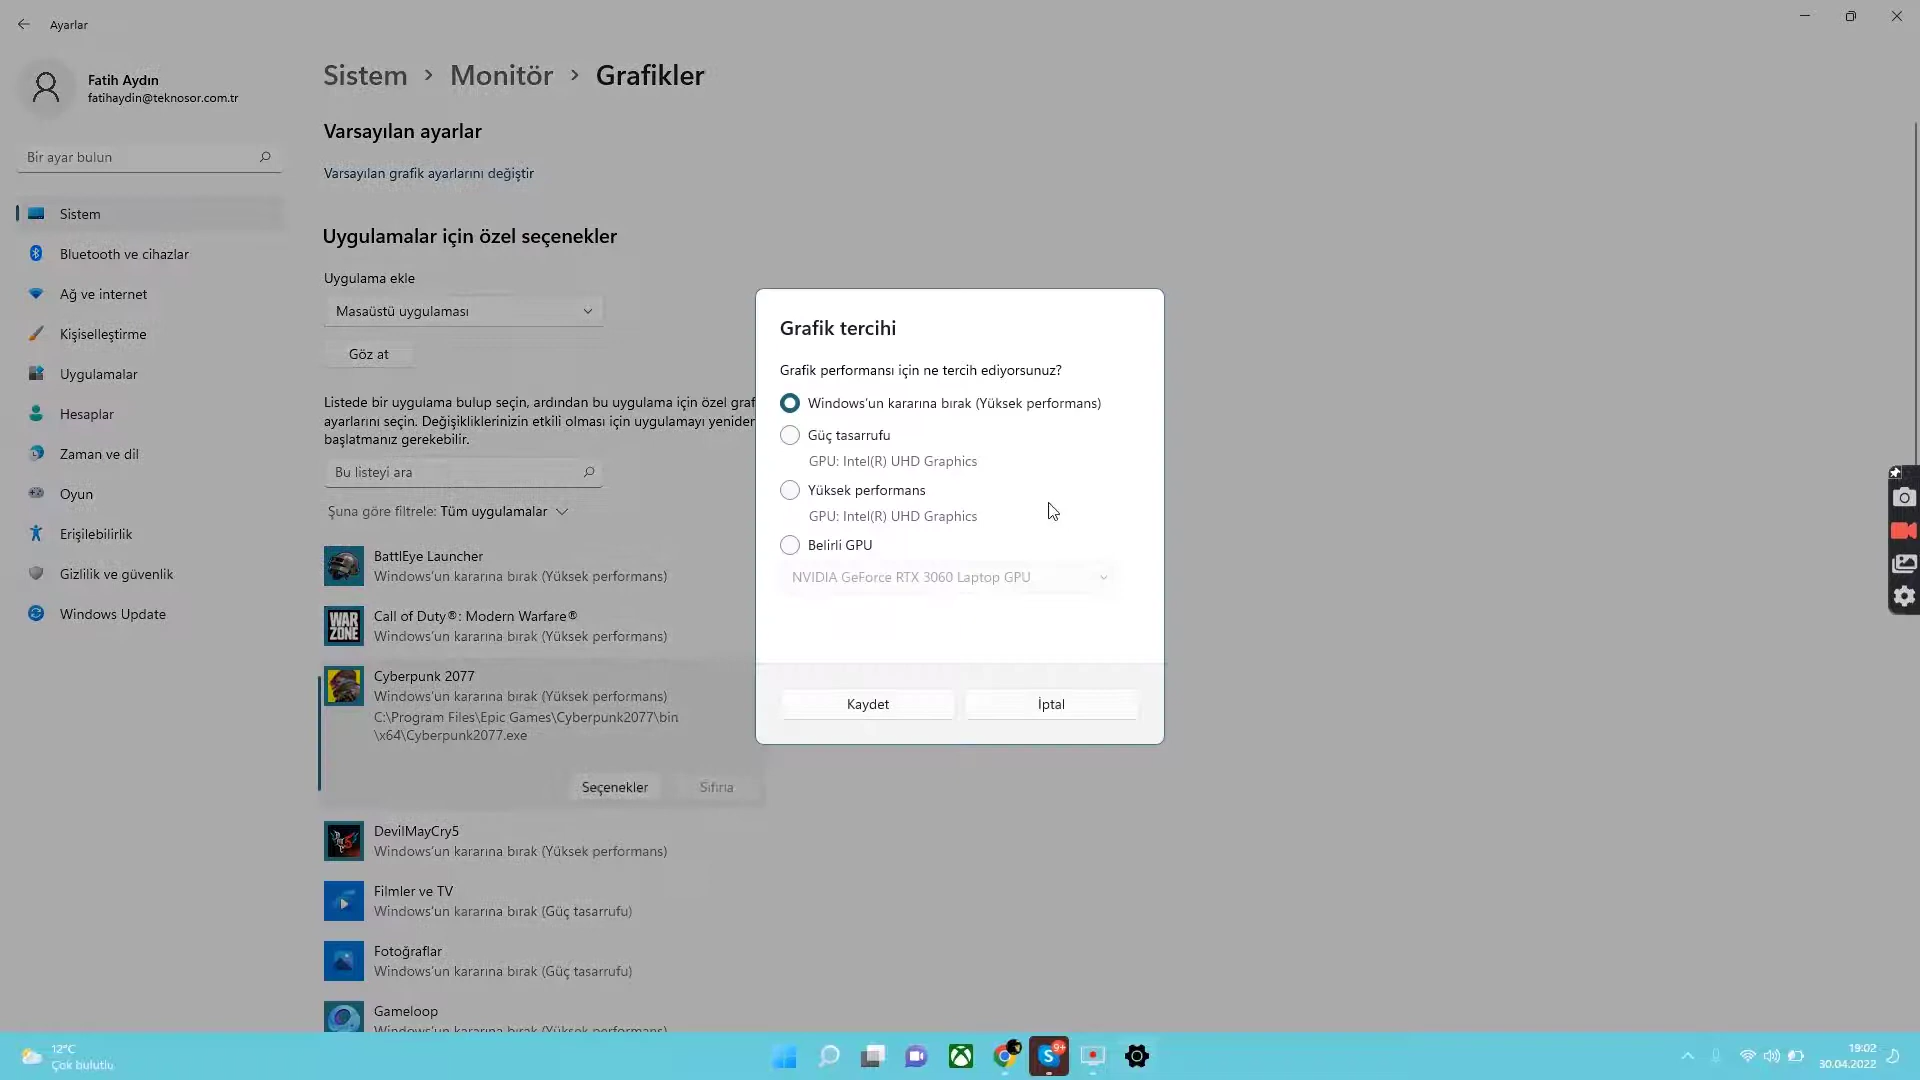 Ayarlar
Fatih Aydın
fatihaydin@teknosor.com.tr
Bir ayar bulun
Sistem
Bluetooth ve cihazlar
Ağ ve internet
Kişiselleştirme
Uygulamalar
Hesaplar
Zaman ve dil
Oyun
Erişilebilirlik
Gizlilik ve güvenlik
Windows Update
Sistem > Monitör > Grafikler
Varsayılan ayarlar
Varsayılan grafik ayarlarını değiştir
Uygulamalar için özel seçenekler
Uygulama ekle
Masaüstü uygulaması
Göz at
Listede bir uygulama bulup seçin, ardından bu uygulama için özel graf
ayarlarını seçin. Değişikliklerinizin etkili olması için uygulamayı yeniden
başlatmanız gerekebilir.
Bu listeyi ara
Şuna göre filtrele: Tüm uygulamalar
BattlEye Launcher
Windows'un kararına bırak (Yüksek performans)
WAR
ZONE
Call of Duty®: Modern Warfare®
Windows'un kararına bırak (Yüksek performans)
Cyberpunk 2077
Windows'un kararına bırak (Yüksek performans)
C:\Program Files\Epic Games\Cyberpunk2077\bin
\x64\Cyberpunk2077.exe
Seçenekler
Sıfırla
DevilMayCry5
Windows'un kararına bırak (Yüksek performans)
Filmler ve TV
Windows'un kararına bırak (Güç tasarrufu)
Fotoğraflar
Windows'un kararına bırak (Güç tasarrufu)
Gameloop
Windows'un kararına bırak (Yüksek performans)
Grafik tercihi
Grafik performansı için ne tercih ediyorsunuz?
Windows'un kararına bırak (Yüksek performans)
Güç tasarrufu
GPU: Intel(R) UHD Graphics
Yüksek performans
GPU: Intel(R) UHD Graphics
Belirli GPU
NVIDIA GeForce RTX 3060 Laptop GPU
Kaydet
İptal
12°C
Çok bulutlu
S
9+
19:02
30.04.2022